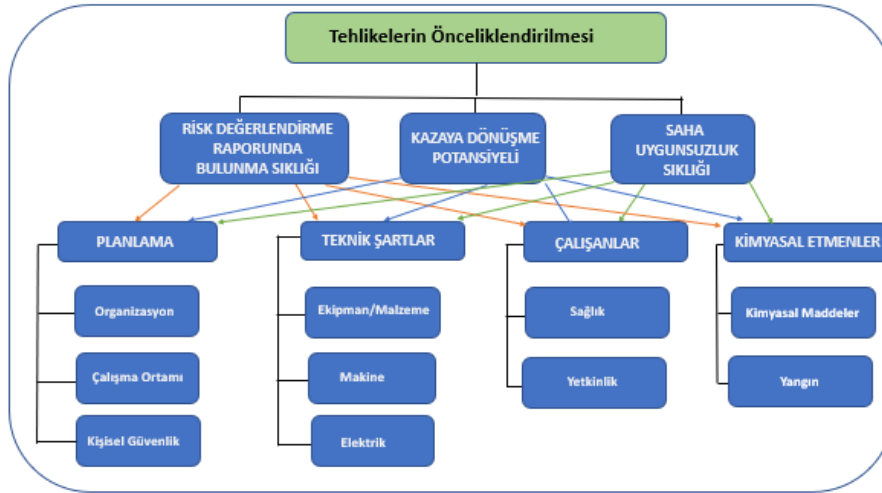 Tehlikelerin Önceliklendirilmesi
RİSK DEĞERLENDİRME
RAPORUNDA
BULUNMA SIKLIĞI
KAZAYA DÖNÜŞME
POTANSİYELİ
SAHA
UYGUNSUZLUK
SIKLIĞI
PLANLAMA
TEKNİK ŞARTLAR
ÇALIŞANLAR
KİMYASAL ETMENLER
Organizasyon
Ekipman/Malzeme
Sağlık
Kimyasal Maddeler
Çalışma Ortamı
Makine
Yetkinlik
Yangın
Kişisel Güvenlik
Elektrik